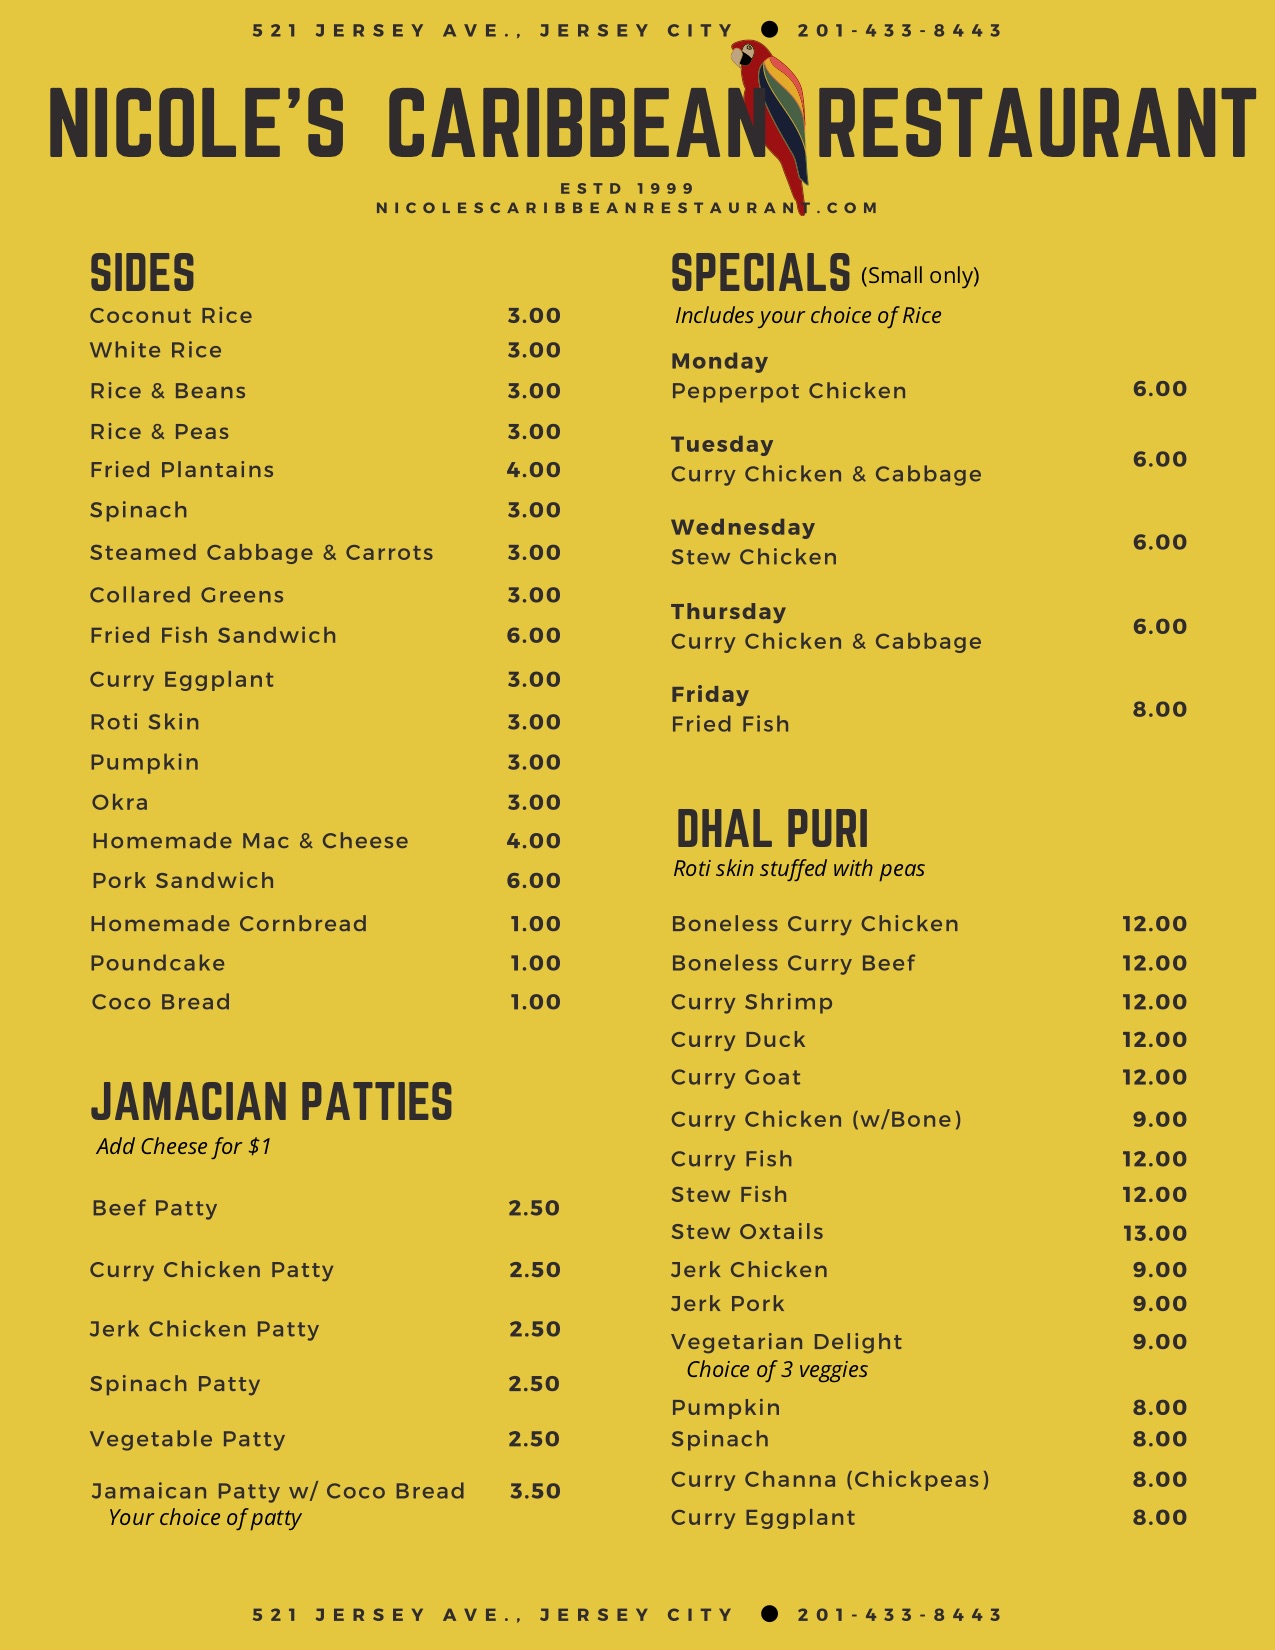 521 JERSEY AVE., JERSEY CITY ● 201-433-8443
NICOLE'S CARIBBEAN RESTAURANT
ESTD 1999
NICOLESCARIBBEANRESTAURANT.COM
SIDES
Coconut Rice 3.00
White Rice 3.00
Rice & Beans 3.00
Rice & Peas 3.00
Fried Plantains 4.00
Spinach 3.00
Steamed Cabbage & Carrots 3.00
Collared Greens 3.00
Fried Fish Sandwich 6.00
Curry Eggplant 3.00
Roti Skin 3.00
Pumpkin 3.00
Okra 3.00
Homemade Mac & Cheese 4.00
Pork Sandwich 6.00
Homemade Cornbread 1.00
Poundcake 1.00
Coco Bread 1.00
JAMACIAN PATTIES
Add Cheese for $1
Beef Patty 2.50
Curry Chicken Patty 2.50
Jerk Chicken Patty 2.50
Spinach Patty 2.50
Vegetable Patty 2.50
Jamaican Patty w/ Coco Bread 3.50
Your choice of patty
SPECIALS (Small only)
Includes your choice of Rice
Monday
Pepperpot Chicken 6.00
Tuesday
Curry Chicken & Cabbage 6.00
Wednesday
Stew Chicken 6.00
Thursday
Curry Chicken & Cabbage 6.00
Friday
Fried Fish 8.00
DHAL PURI
Roti skin stuffed with peas
Boneless Curry Chicken 12.00
Boneless Curry Beef 12.00
Curry Shrimp 12.00
Curry Duck 12.00
Curry Goat 12.00
Curry Chicken (w/Bone) 9.00
Curry Fish 12.00
Stew Fish 12.00
Stew Oxtails 13.00
Jerk Chicken 9.00
Jerk Pork 9.00
Vegetarian Delight 9.00
Choice of 3 veggies
Pumpkin 8.00
Spinach 8.00
Curry Channa (Chickpeas) 8.00
Curry Eggplant 8.00
521 JERSEY AVE., JERSEY CITY ● 201-433-8443